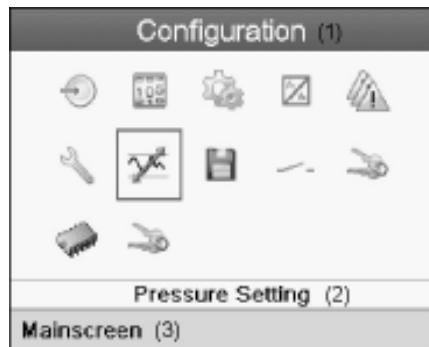 Configuration (1)
Pressure Setting (2)
Mainscreen (3)